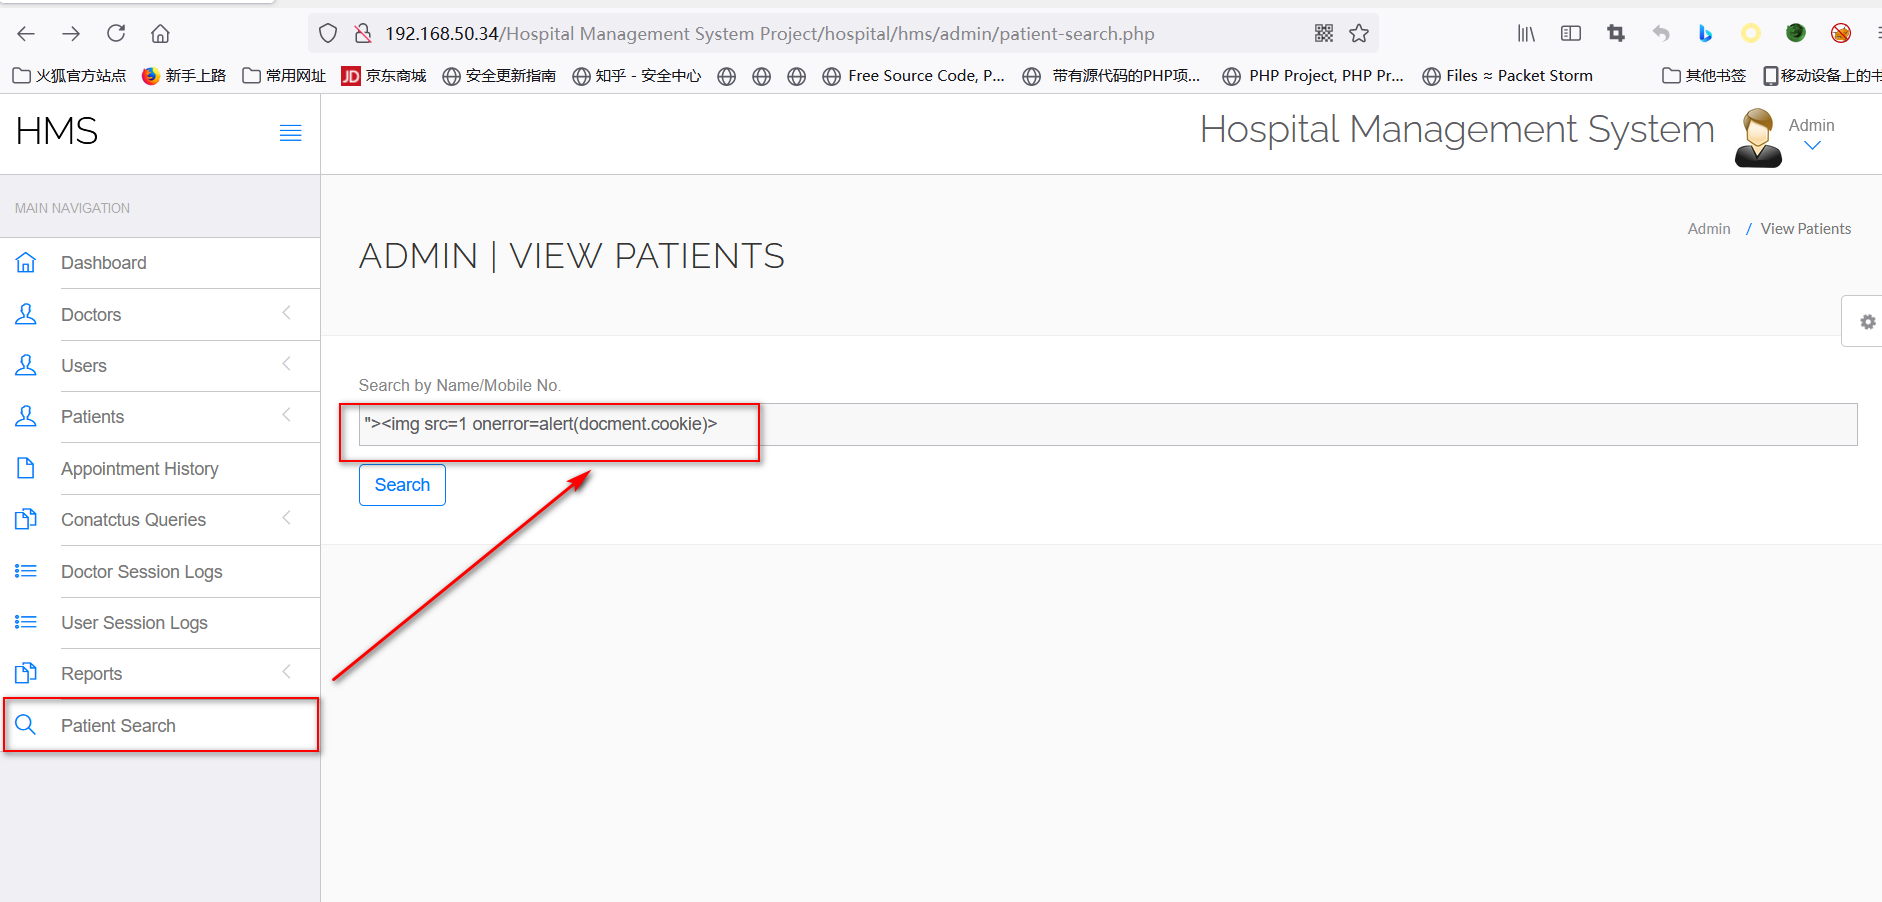 192.168.50.34/Hospital Management System Project/hospital/hms/admin/patient-search.php
火狐官方站点 新手上路 常用网址 JD 京东商城 安全更新指南 知乎 - 安全中心 Free Source Code, P... 带有源代码的PHP项... PHP Project, PHP Pr... Files ≈ Packet Storm 其他书签 移动设备上的书
HMS
Hospital Management System
Admin
MAIN NAVIGATION
Dashboard
Doctors
Users
Patients
Appointment History
Conatctus Queries
Doctor Session Logs
User Session Logs
Reports
Patient Search
ADMIN | VIEW PATIENTS
Admin / View Patients
Search by Name/Mobile No.
"><img src=1 onerror=alert(docment.cookie)>
Search